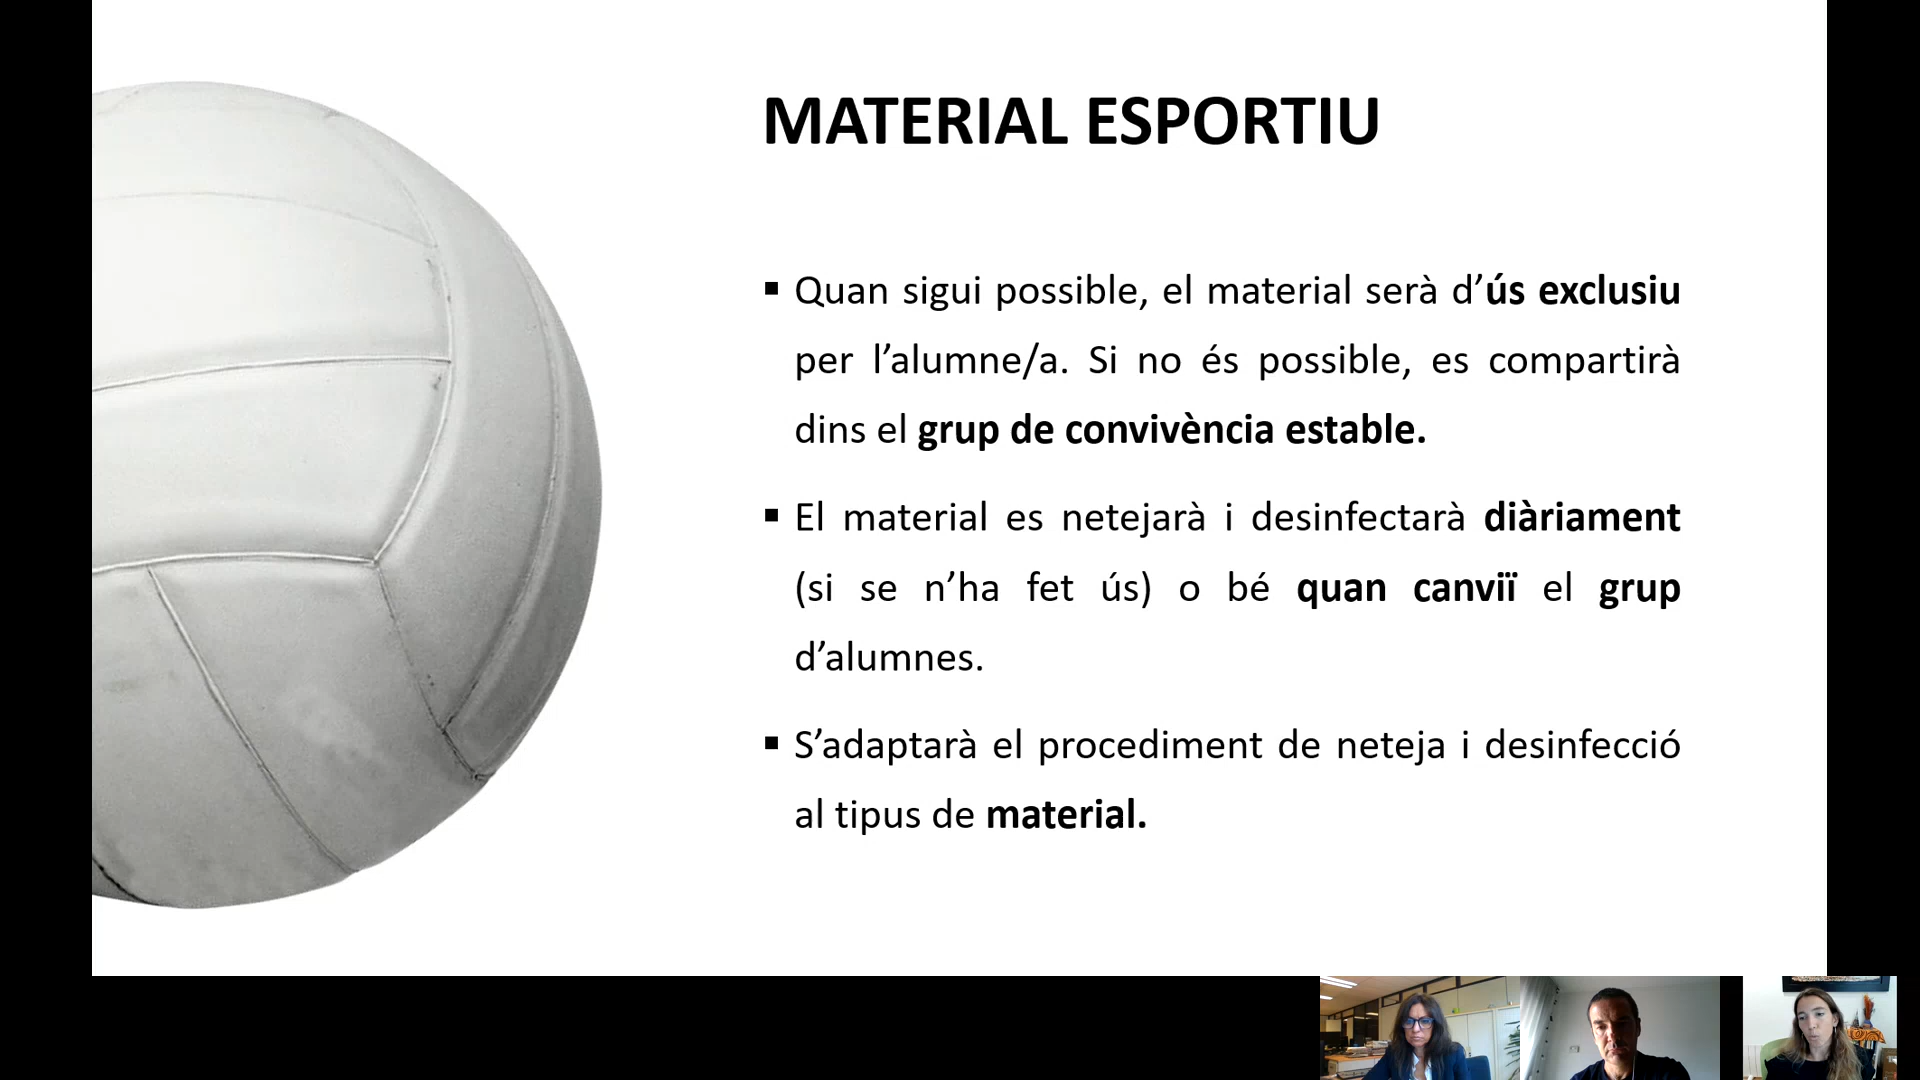 MATERIAL ESPORTIU
▪ Quan sigui possible, el material serà d’ús exclusiu
per l’alumne/a. Si no és possible, es compartirà
dins el grup de convivència estable.
▪ El material es netejarà i desinfectarà diàriament
(si se n’ha fet ús) o bé quan canviï el grup
d’alumnes.
▪ S’adaptarà el procediment de neteja i desinfecció
al tipus de material.